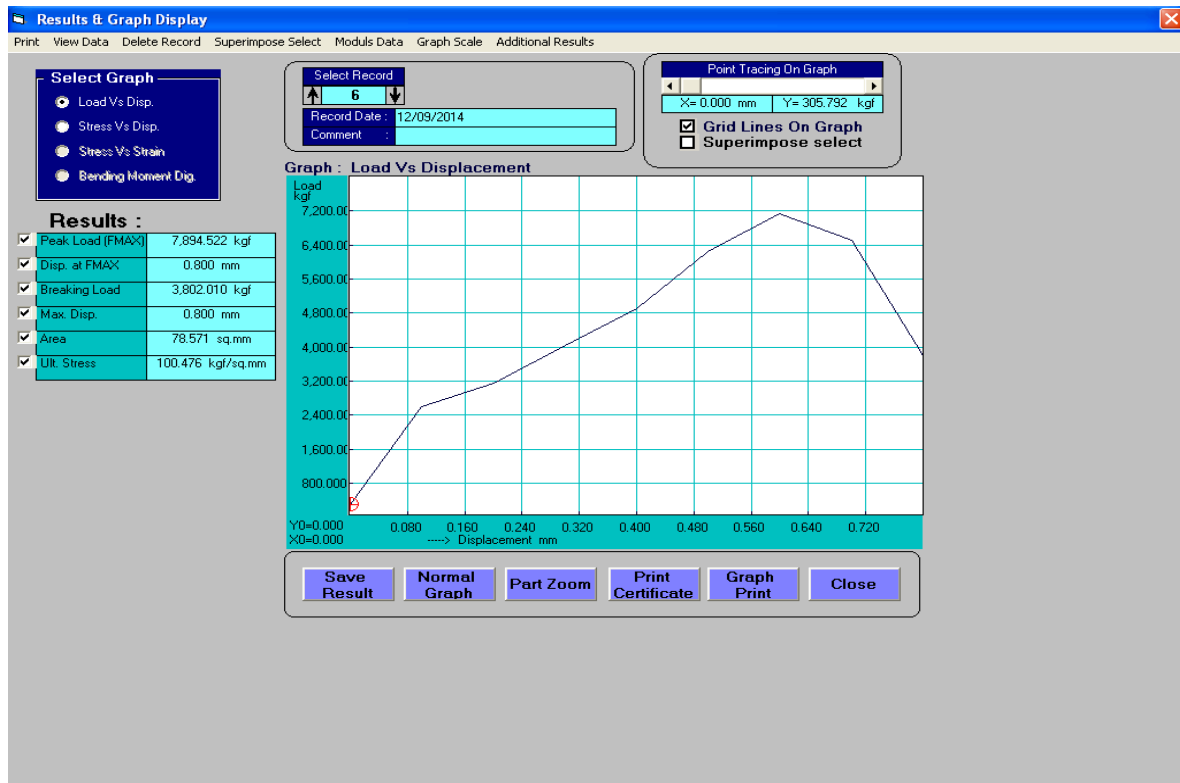 Results & Graph Display
Print View Data Delete Record Superimpose Select Moduls Data Graph Scale Additional Results
Select Graph
Load Vs Disp.
Stress Vs Disp.
Stress Vs Strain
Bending Moment Dig.
Select Record
6
Record Date : 12/09/2014
Comment :
Point Tracing On Graph
X= 0.000 mm Y= 305.792 kgf
Grid Lines On Graph
Superimpose select
Results :
Peak Load (FMAX) 7,894.522 kgf
Disp. at FMAX 0.800 mm
Breaking Load 3,802.010 kgf
Max. Disp. 0.800 mm
Area 78.571 sq.mm
Ult. Stress 100.476 kgf/sq.mm
Graph : Load Vs Displacement
Load
kgf
7,200.00
6,400.00
5,600.00
4,800.00
4,000.00
3,200.00
2,400.00
1,600.00
800.000
Y0=0.000 0.080 0.160 0.240 0.320 0.400 0.480 0.560 0.640 0.720
X0=0.000 -----> Displacement mm
Save Result
Normal Graph
Part Zoom
Print Certificate
Graph Print
Close